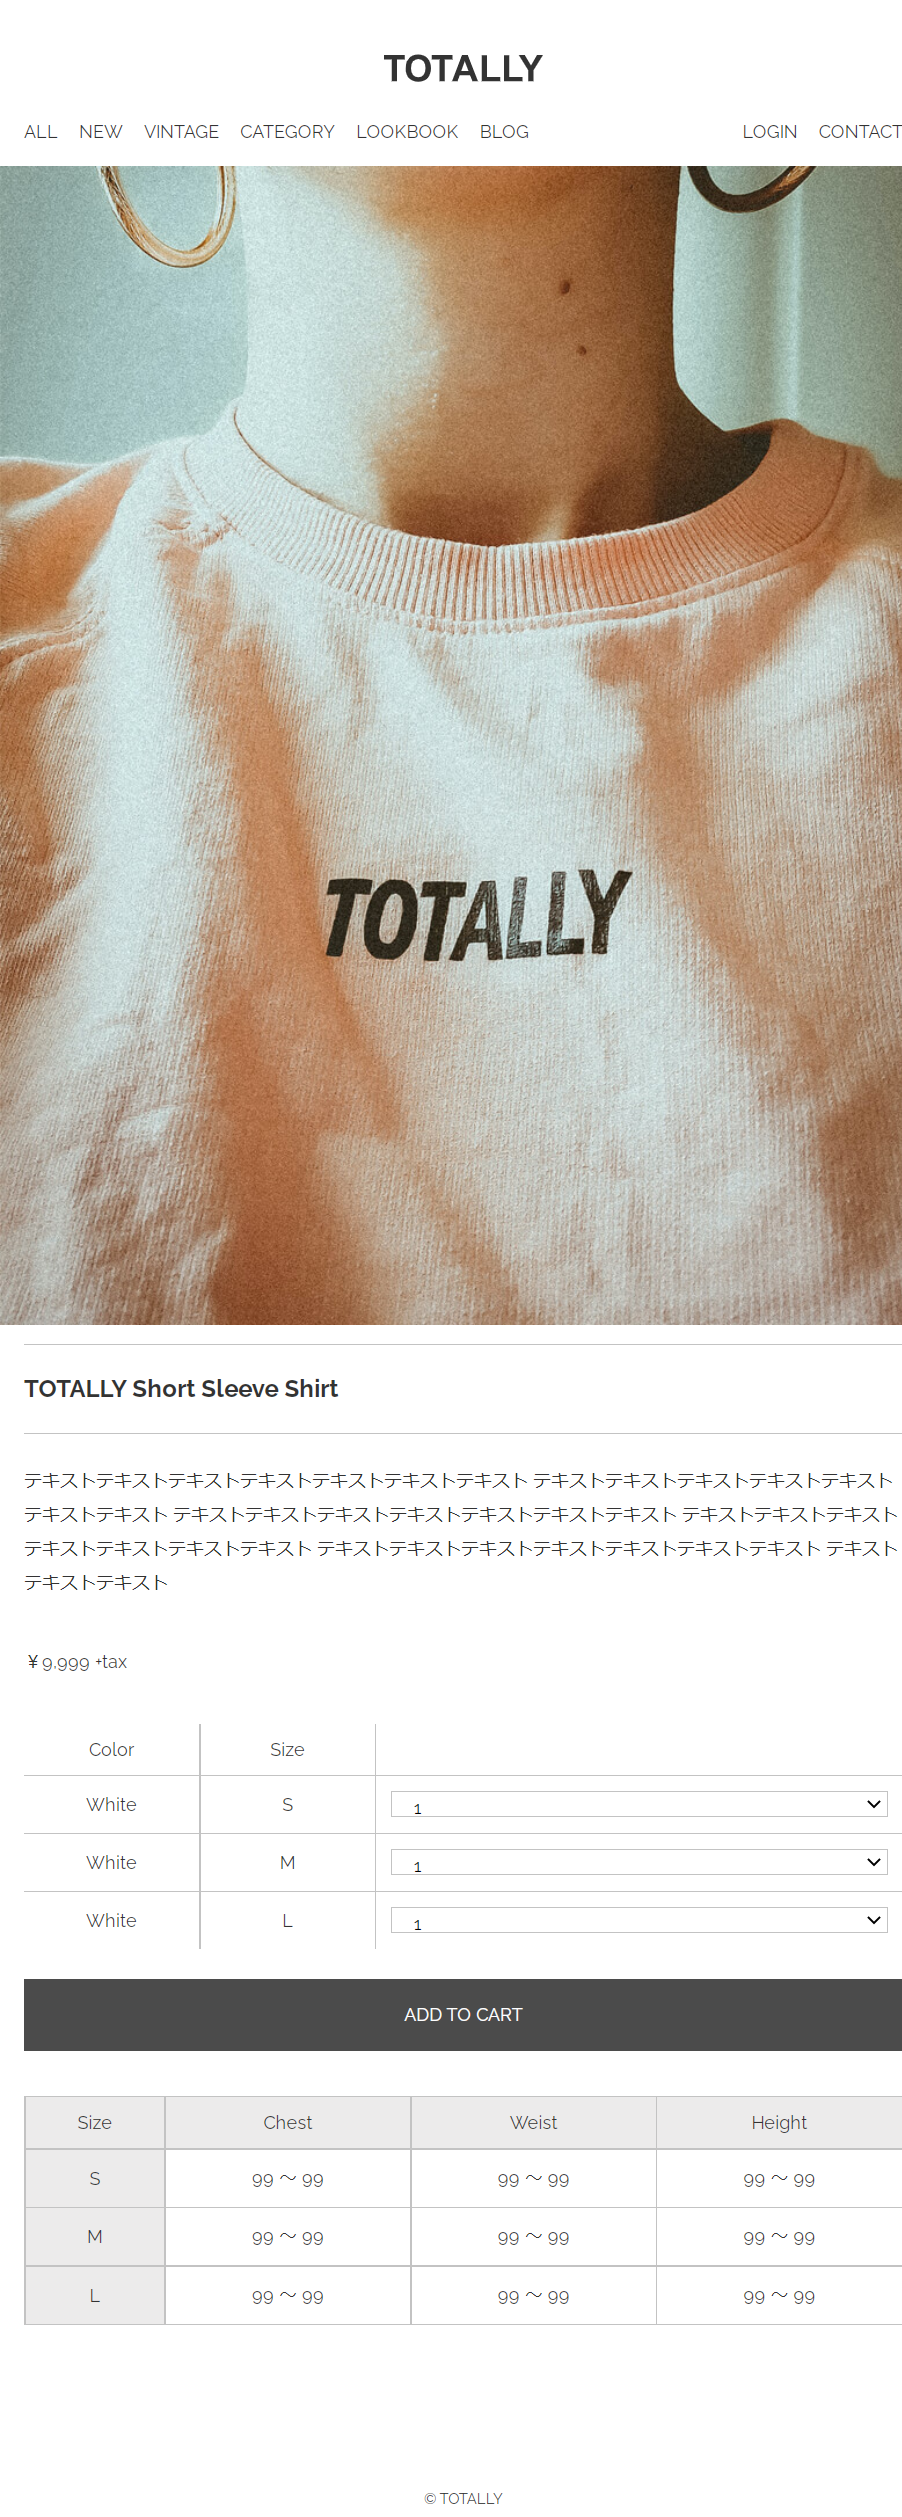 TOTALLY
ALL NEW VINTAGE CATEGORY LOOKBOOK BLOG LOGIN CONTACT
TOTALLY
TOTALLY Short Sleeve Shirt
テキストテキストテキストテキストテキストテキストテキスト テキストテキストテキストテキストテキスト
テキストテキスト テキストテキストテキストテキストテキストテキストテキスト テキストテキストテキスト
テキストテキストテキストテキスト テキストテキストテキストテキストテキストテキストテキスト テキスト
テキストテキスト
¥ 9,999 +tax
Color Size
White S 1
White M 1
White L 1
ADD TO CART
Size Chest Weist Height
S 99 〜 99 99 〜 99 99 〜 99
M 99 〜 99 99 〜 99 99 〜 99
L 99 〜 99 99 〜 99 99 〜 99
© TOTALLY